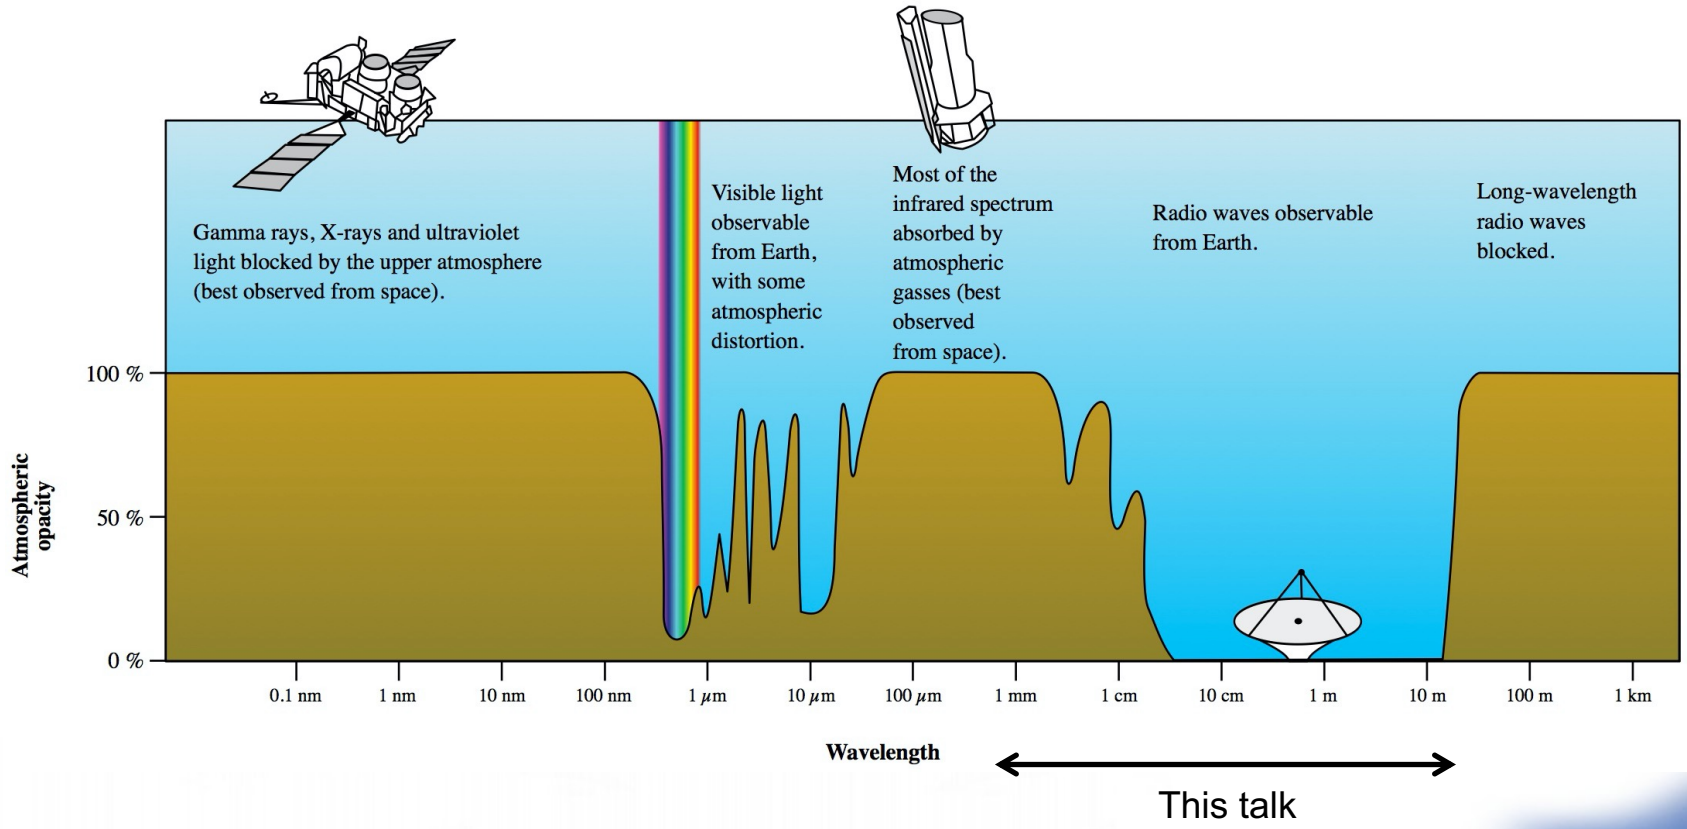 Gamma rays, X-rays and ultraviolet
light blocked by the upper atmosphere
(best observed from space).
Visible light
observable
from Earth,
with some
atmospheric
distortion.
Most of the
infrared spectrum
absorbed by
atmospheric
gasses (best
observed
from space).
Radio waves observable
from Earth.
Long-wavelength
radio waves
blocked.
Atmospheric
opacity
100 %
50 %
0 %
0.1 nm
1 nm
10 nm
100 nm
1 μm
10 μm
100 μm
1 mm
1 cm
10 cm
1 m
10 m
100 m
1 km
Wavelength
This talk